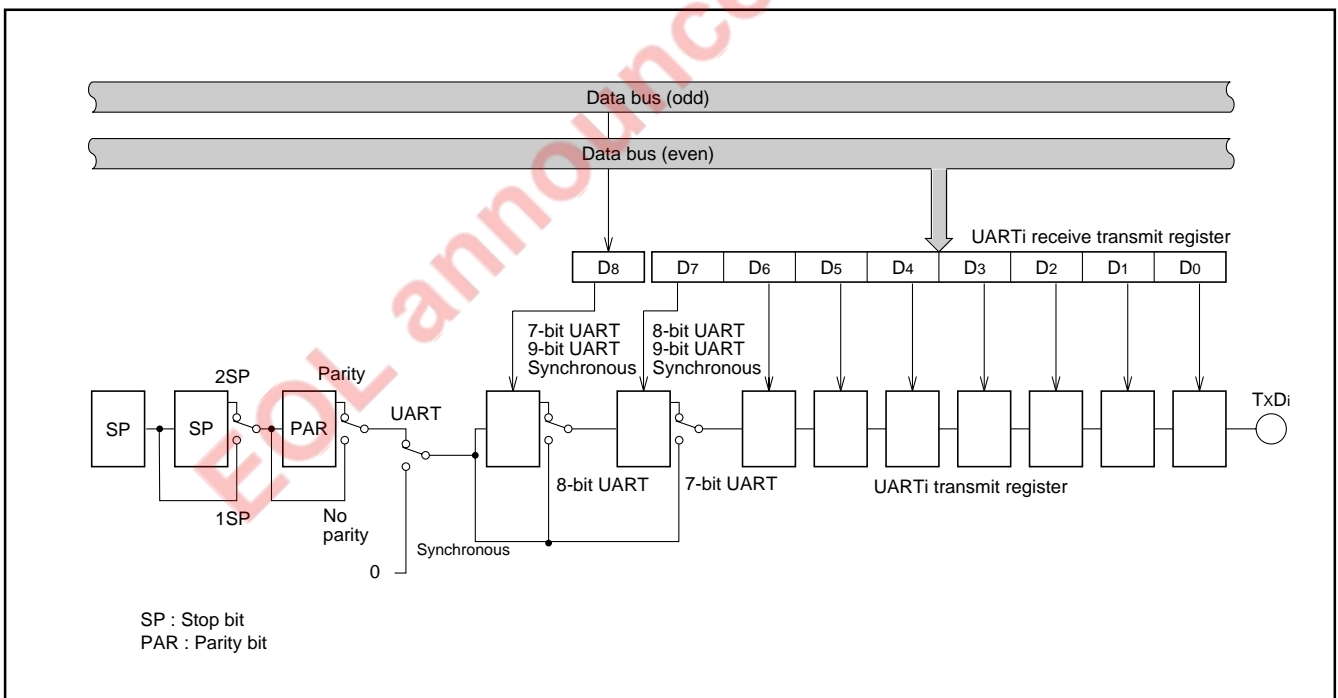 EOL announce
Data bus (odd)
Data bus (even)
UARTi receive transmit register
D8
D7
D6
D5
D4
D3
D2
D1
D0
7-bit UART
9-bit UART
Synchronous
8-bit UART
9-bit UART
Synchronous
2SP
Parity
UART
TXDi
SP
SP
PAR
8-bit UART
7-bit UART
UARTi transmit register
1SP
No
parity
Synchronous
0
SP : Stop bit
PAR : Parity bit